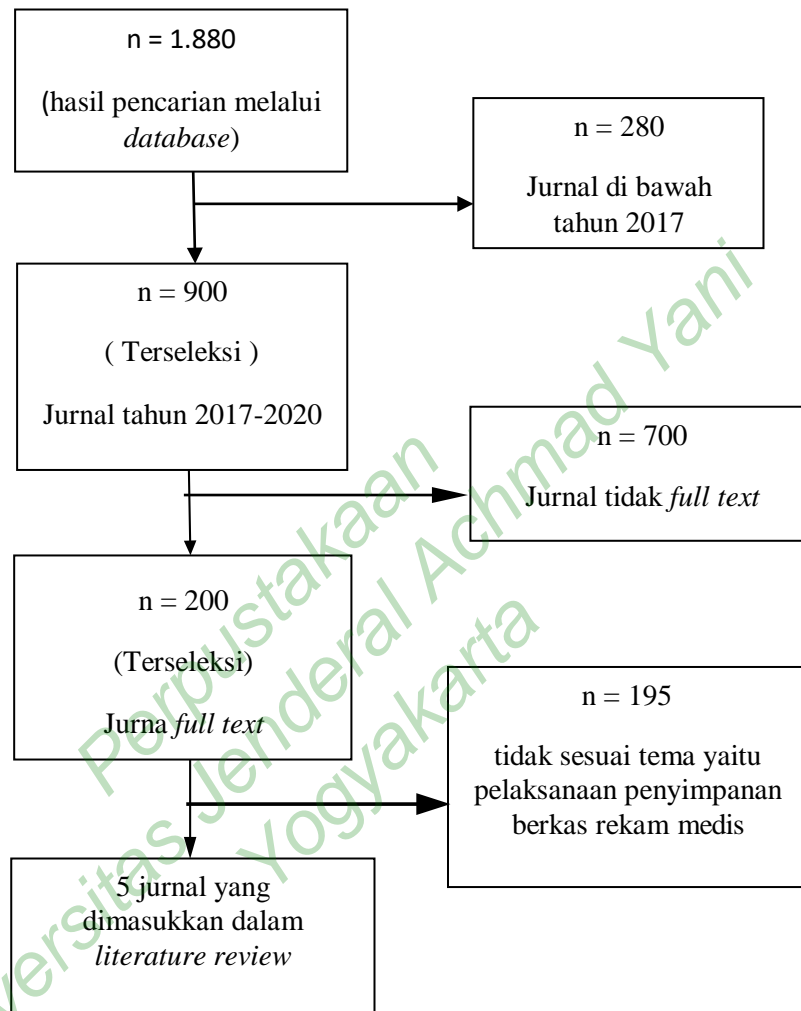 n = 1.880
(hasil pencarian melalui
database)
n = 280
Jurnal di bawah
tahun 2017
n = 900
( Terseleksi )
Jurnal tahun 2017-2020
n = 700
Jurnal tidak full text
n = 200
(Terseleksi)
Jurna full text
n = 195
tidak sesuai tema yaitu
pelaksanaan penyimpanan
berkas rekam medis
5 jurnal yang
dimasukkan dalam
literature review
Perpustakaan
versitas Jenderal Achmad Yani
Yogyakarta